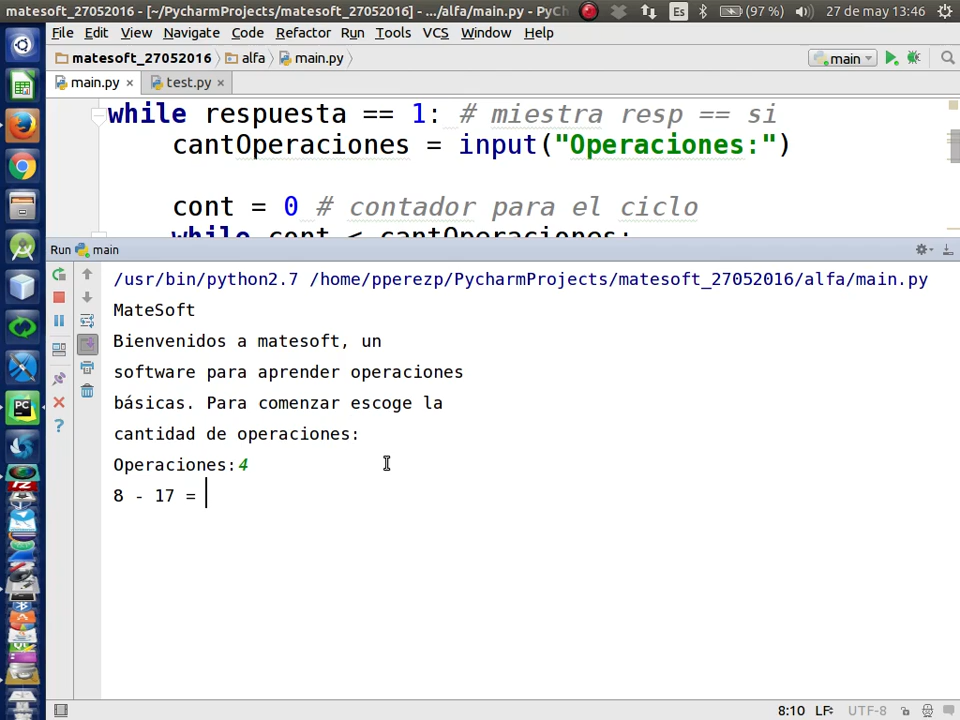 matesoft_27052016 - [~/PycharmProjects/matesoft_27052016] - .../alfa/main.py - PyCh
Es (97 %) 27 de may 13:46
File Edit View Navigate Code Refactor Run Tools VCS Window Help
matesoft_27052016 alfa main.py main
main.py × test.py ×
while respuesta == 1: # miestra resp == si
cantOperaciones = input("Operaciones:")
cont = 0 # contador para el ciclo
while cont < cantOperaciones:
Run main
/usr/bin/python2.7 /home/pperezp/PycharmProjects/matesoft_27052016/alfa/main.py
MateSoft
Bienvenidos a matesoft, un
software para aprender operaciones
básicas. Para comenzar escoge la
cantidad de operaciones:
Operaciones:4
8 - 17 =
PC
8:10 LF÷ UTF-8